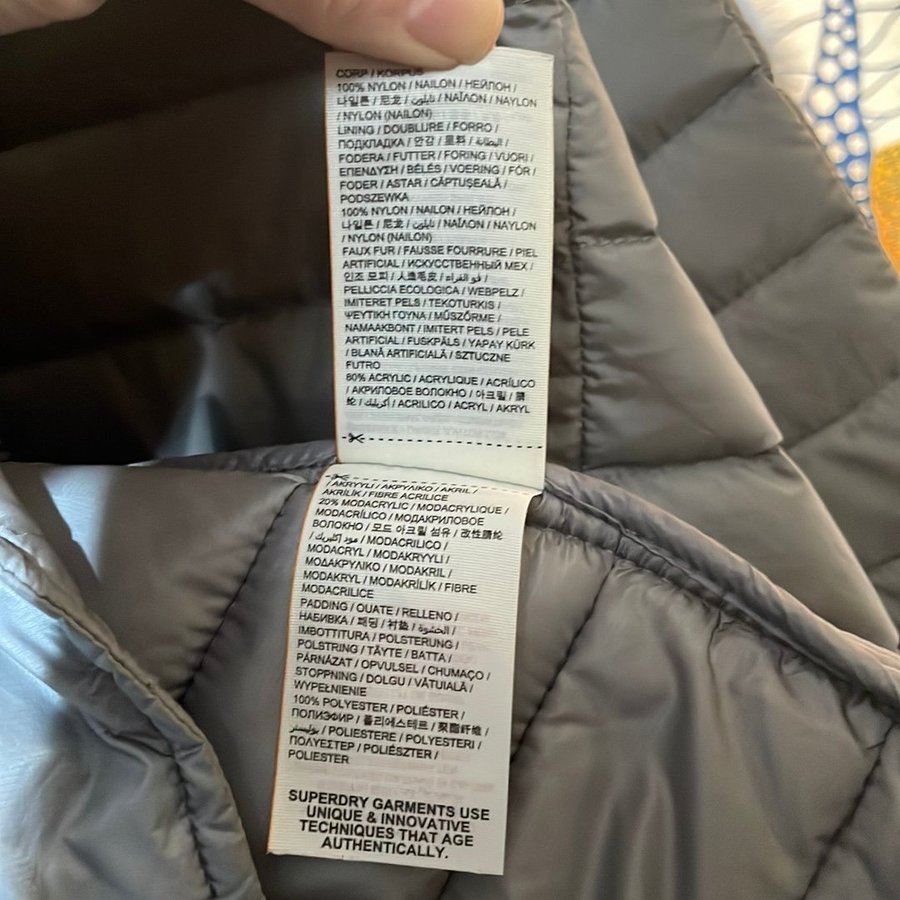 CORP / KORPUS
100% NYLON / NAILON / НЕЙЛОН /
나일론 / 尼龙 / نايلون / ΝΑΪΛΟΝ / NAYLON
/ NYLON (NAILON)
LINING / DOUBLURE / FORRO /
ПОДКЛАДКА / 안감 / 里料 / البطانة /
FODERA / FUTTER / FORING / VUORI /
ΕΠΕΝΔΥΣΗ / BÉLÉS / VOERING / FÓR /
FODER / ASTAR / CĂPTUȘEALĂ /
PODSZEWKA
100% NYLON / NAILON / НЕЙЛОН /
나일론 / 尼龙 / نايلون / ΝΑΪΛΟΝ / NAYLON
/ NYLON (NAILON)
FAUX FUR / FAUSSE FOURRURE / PIEL
ARTIFICIAL / ИСКУССТВЕННЫЙ МЕХ /
인조 모피 / 人造毛皮 / فو الفراء /
PELLICCIA ECOLOGICA / WEBPELZ /
IMITERET PELS / TEKOTURKIS /
ΨΕΥΤΙΚΗ ΓΟΥΝΑ / MŰSZŐRME /
NAMAAKBONT / IMITERT PELS / PELE
ARTIFICIAL / FUSKPÄLS / YAPAY KÜRK
/ BLANĂ ARTIFICIALĂ / SZTUCZNE
FUTRO
80% ACRYLIC / ACRYLIQUE / ACRÍLICO
/ АКРИЛОВОЕ ВОЛОКНО / 아크릴 / 腈
纶 / أكريليك / ACRILICO / ACRYL / AKRYL
/ AKRYYLI / ΑΚΡΥΛΙΚΟ / AKRIL /
AKRİLİK / FIBRE ACRILICE
20% MODACRYLIC / MODACRYLIQUE /
MODACRÍLICO / МОДАКРИЛОВОЕ
ВОЛОКНО / 모드 아크릴 섬유 / 改性腈纶
/ مود أكليريك / MODACRILICO /
MODACRYL / MODAKRYYLI /
ΜΟΔΑΚΡΥΛΙΚΟ / MODAKRIL /
MODAKRYL / MODAKRİLİK / FIBRE
MODACRILICE
PADDING / OUATE / RELLENO /
НАБИВКА / 패딩 / 衬垫 / الحشوة /
IMBOTTITURA / POLSTERUNG /
POLSTRING / TÄYTE / BATTA /
PÁRNÁZAT / OPVULSEL / CHUMAÇO /
STOPPNING / DOLGU / VĂTUIALĂ /
WYPEŁNIENIE
100% POLYESTER / POLIÉSTER /
ПОЛИЭФИР / 폴리에스테르 / 聚酯纤维 /
بوليستر / POLIESTERE / POLYESTERI /
ΠΟΛΥΕΣΤΕΡ / POLIÉSZTER /
POLIESTER
SUPERDRY GARMENTS USE
UNIQUE & INNOVATIVE
TECHNIQUES THAT AGE
AUTHENTICALLY.